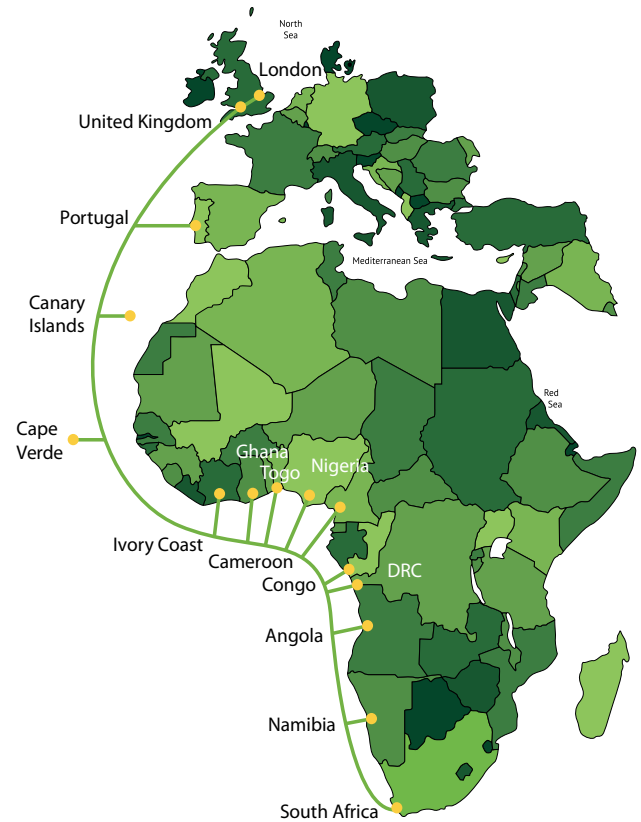 North
Sea
London
United Kingdom
Portugal
Mediterranean Sea
Canary
Islands
Red
Sea
Cape
Verde
Ghana
Togo
Nigeria
Ivory Coast
Cameroon
Congo
DRC
Angola
Namibia
South Africa